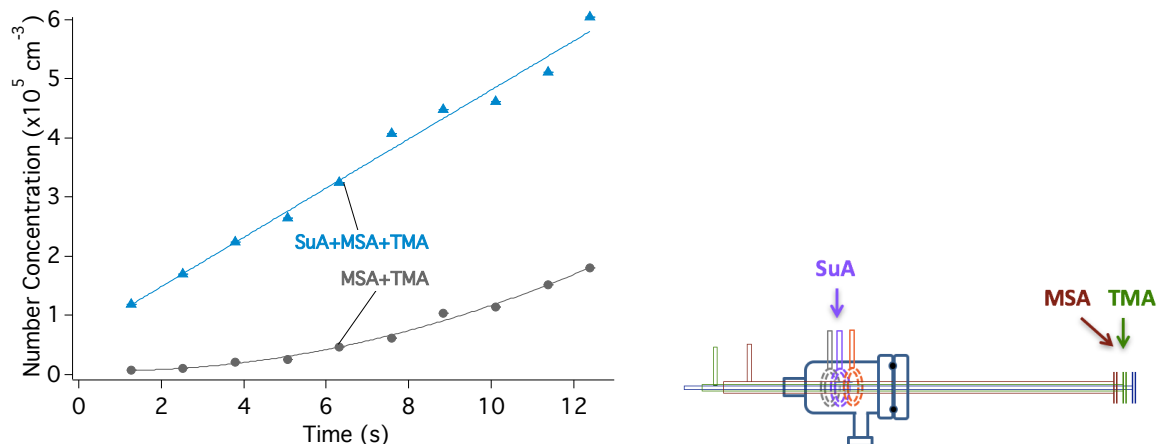 Number Concentration (x10⁵ cm⁻³)
6
5
4
3
2
1
0
SuA+MSA+TMA
MSA+TMA
0 2 4 6 8 10 12
Time (s)
SuA
MSA TMA